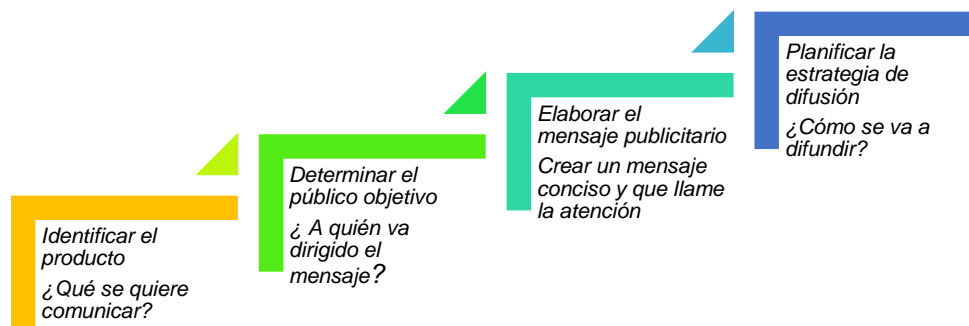 Identificar el
producto
¿Qué se quiere
comunicar?
Determinar el
público objetivo
¿ A quién va
dirigido el
mensaje?
Elaborar el
mensaje publicitario
Crear un mensaje
conciso y que llame
la atención
Planificar la
estrategia de
difusión
¿Cómo se va a
difundir?